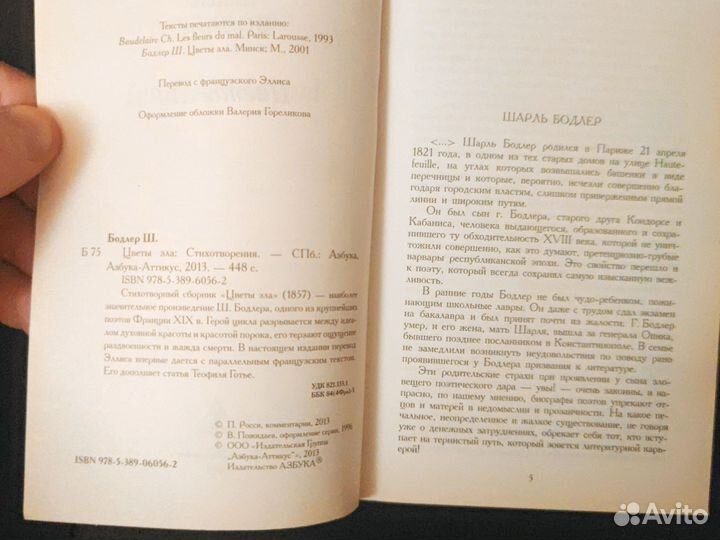 Тексты печатаются по изданию:
Baudelaire Ch. Les fleurs du mal. Paris: Larousse, 1993
Бодлер Ш. Цветы зла. Минск; М., 2001
Перевод с французского Эллиса
Оформление обложки Валерия Гореликова
Бодлер Ш.
Б 75 Цветы зла: Стихотворения. — СПб.: Азбука,
Азбука-Аттикус, 2013. — 448 с.
ISBN 978-5-389-06056-2
Стихотворный сборник «Цветы зла» (1857) — наиболее
значительное произведение Ш. Бодлера, одного из крупнейших
поэтов Франции XIX в. Герой цикла разрывается между идеа-
лом духовной красоты и красотой порока, его терзают ощущение
раздвоенности и жажда смерти. В настоящем издании перевод
Эллиса впервые дается с параллельным французским текстом.
Его дополняет статья Теофиля Готье.
УДК 821.133.1
ББК 84(4Фра)-5
© П. Росси, комментарии, 2013
© В. Пожидаев, оформление серии, 1996
© ООО «Издательская Группа
„Азбука-Аттикус“», 2013
Издательство АЗБУКА®
ISBN 978-5-389-06056-2
ШАРЛЬ БОДЛЕР
<...> Шарль Бодлер родился в Париже 21 апреля
1821 года, в одном из тех старых домов на улице Haute-
feuille, на углах которых возвышались башенки в виде
перечницы и которые, вероятно, исчезли совершенно бла-
годаря городским властям, слишком приверженным прямой
линии и широким путям.
Он был сын г. Бодлера, старого друга Кондорсе и
Кабаниса, человека выдающегося, образованного и сохра-
нившего ту обходительность XVIII века, которой не уничто-
тожили совершенно, как это думают, претенциозно-грубые
варвары республиканской эпохи. Это свойство перешло и
к поэту, который всегда сохранял самую изысканную веж-
ливость.
В ранние годы Бодлер не был чудо-ребенком, пожи-
нающим школьные лавры. Он даже с трудом сдал экзамен
на бакалавра и был принят почти из милости. Г. Бодлер
умер, и его жена, мать Шарля, вышла за генерала Опика,
бывшего позднее посланником в Константинополе. В семье
не замедлили возникнуть неудовольствия по поводу рано
проявившегося у Бодлера призвания к литературе.
Эти родительские страхи при проявлении у сына зло-
вещего поэтического дара — увы! — очень законны, и на-
прасно, по нашему мнению, биографы поэтов упрекают от-
цов и матерей в недомыслии и прозаичности. На какое пе-
чальное, неопределенное и жалкое существование, не говоря
уже о денежных затруднениях, обрекает себя тот, кто всту-
пает на тернистый путь, который зовется литературной карь-
ерой!
5
Avito